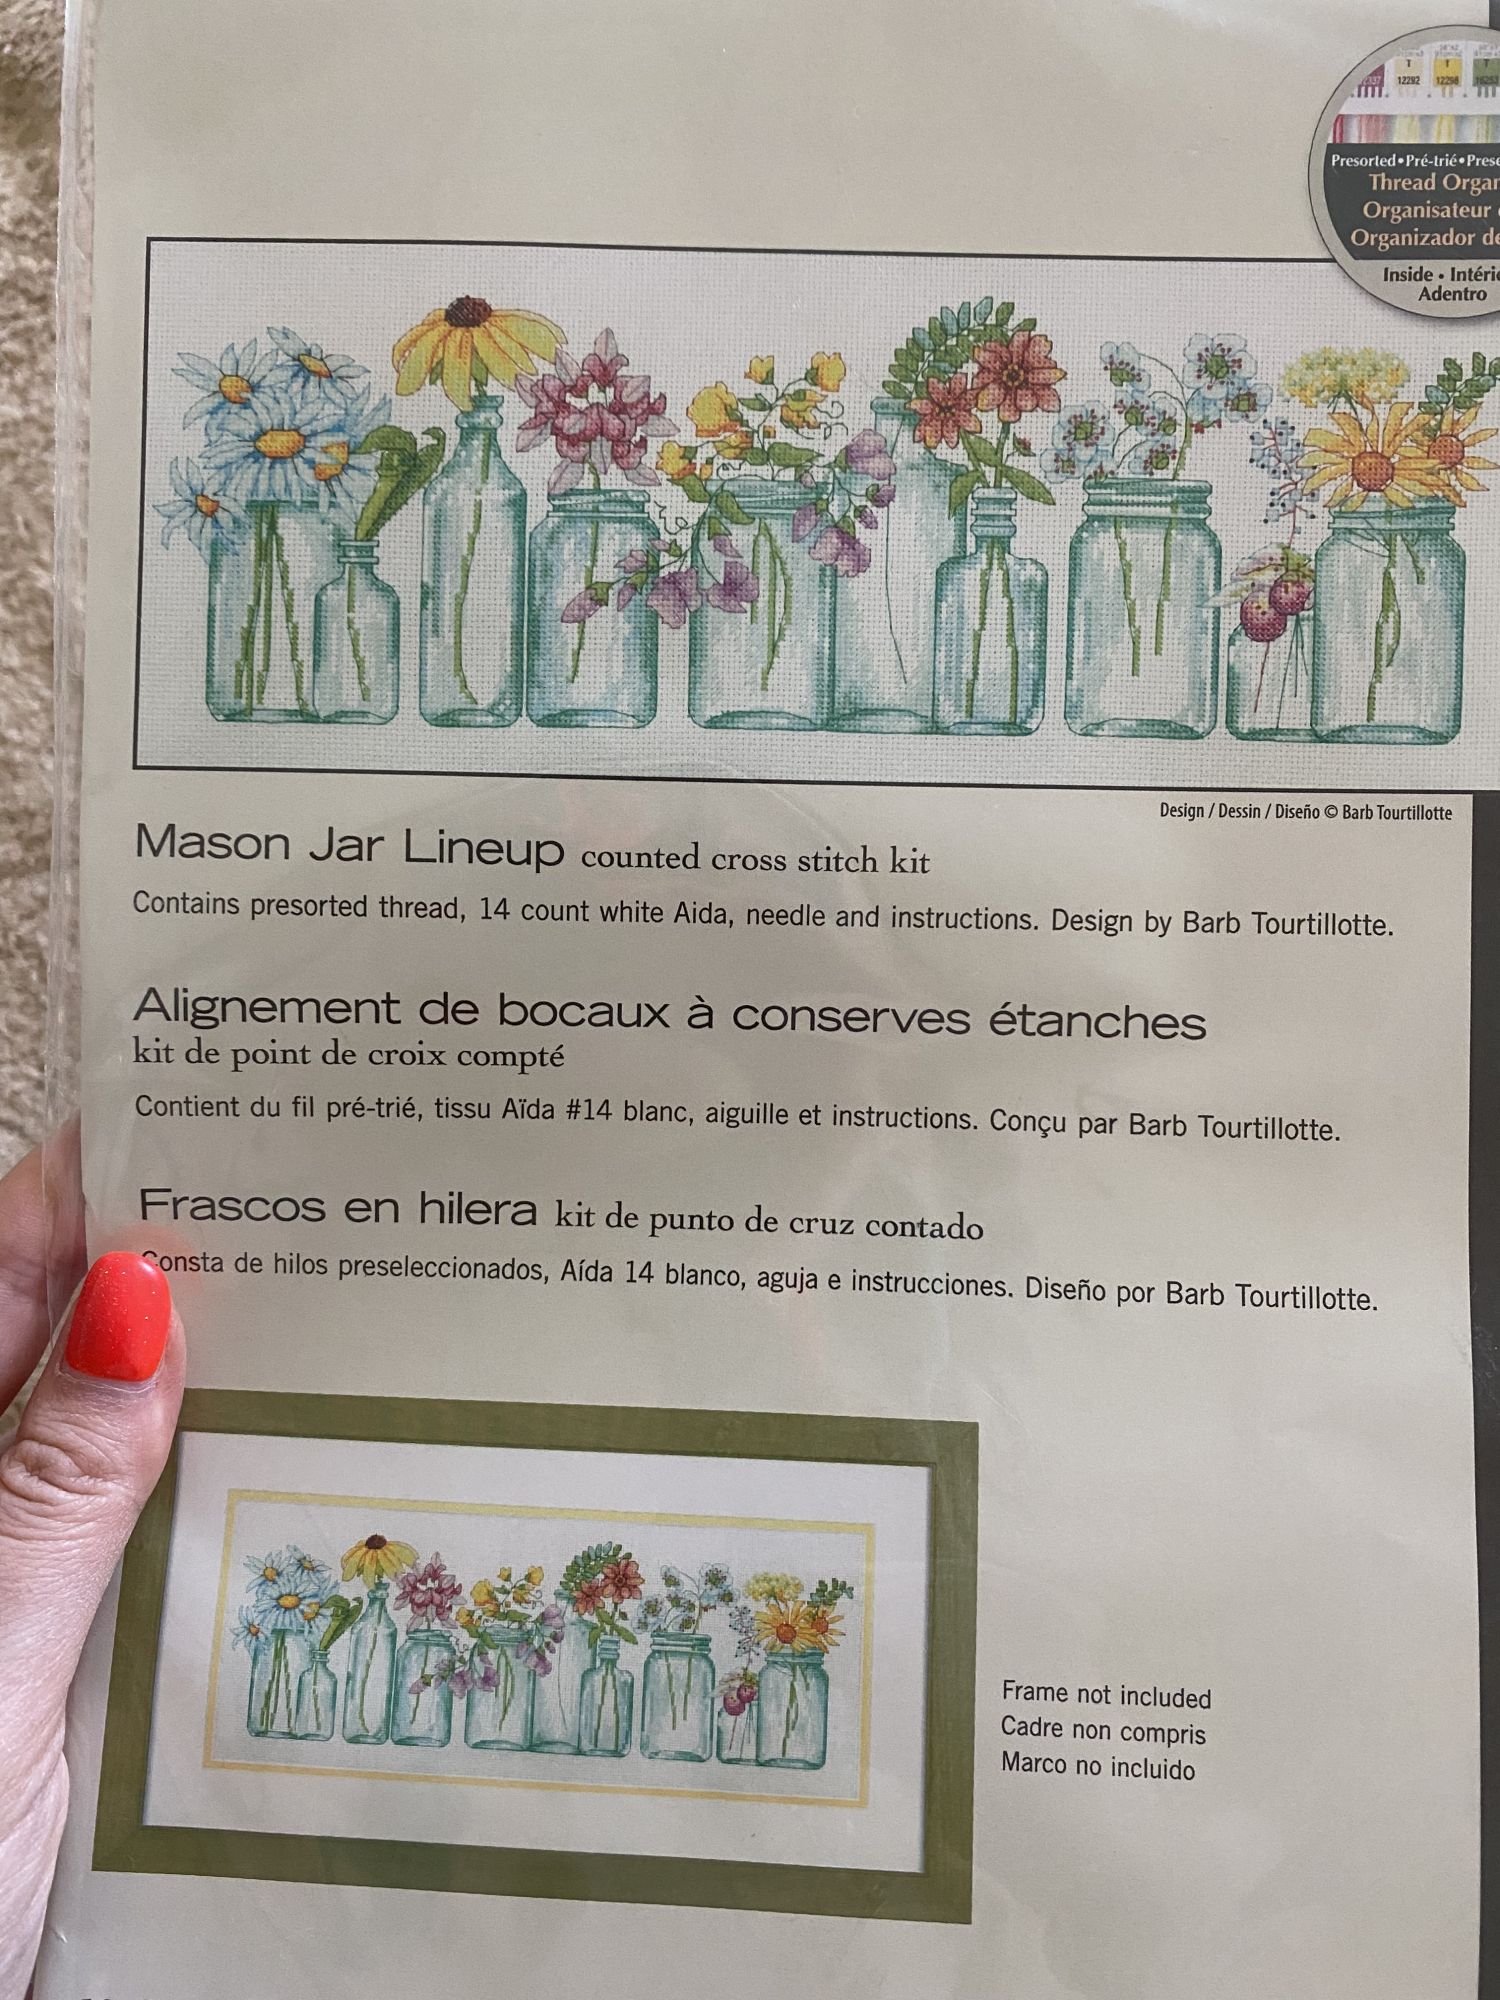 T
T
T
12292
12298
Presorted•Pré-trié
Thread
Organisateur
Organizador
Inside •
Adentro
Design / Dessin / Diseño © Barb Tourtillotte
Mason Jar Lineup counted cross stitch kit
Contains presorted thread, 14 count white Aida, needle and instructions. Design by Barb Tourtillotte.
Alignement de bocaux à conserves étanches
kit de point de croix compté
Contient du fil pré-trié, tissu Aïda #14 blanc, aiguille et instructions. Conçu par Barb Tourtillotte.
Frascos en hilera kit de punto de cruz contado
Consta de hilos preseleccionados, Aída 14 blanco, aguja e instrucciones. Diseño por Barb Tourtillotte.
Frame not included
Cadre non compris
Marco no incluido